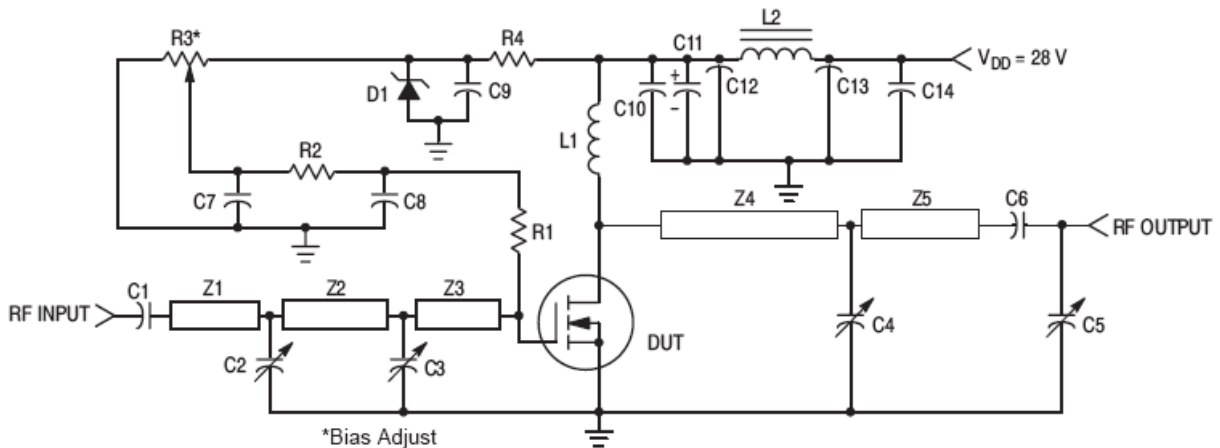 L2
R3*
R4
C11
V_DD = 28 V
+
D1
C9
C10
–
C12
C13
C14
L1
R2
C7
C8
Z4
Z5
C6
R1
RF OUTPUT
C1
Z1
Z2
Z3
RF INPUT
DUT
C4
C5
C2
C3
*Bias Adjust